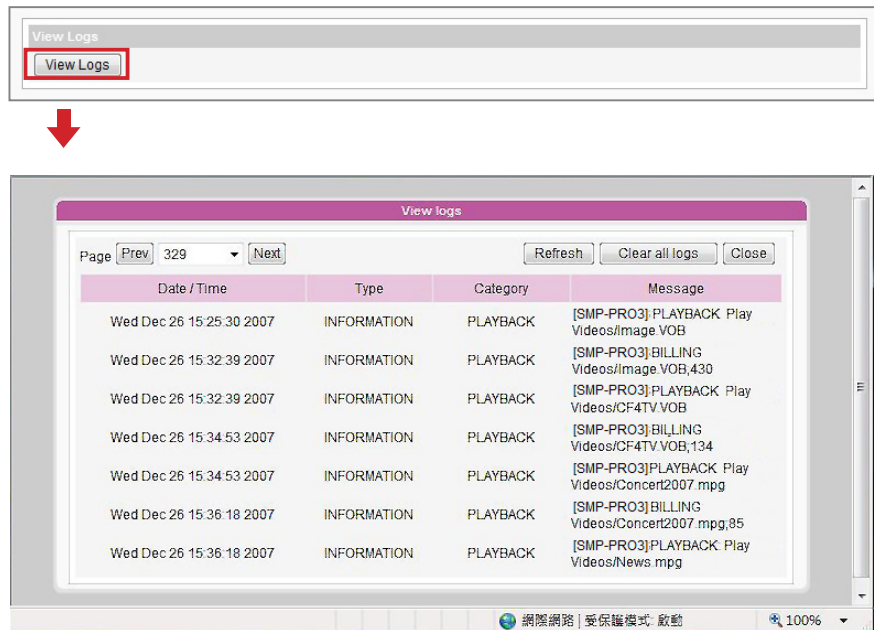 View Logs
View Logs
View logs
Page Prev 329 Next Refresh Clear all logs Close
Date / Time Type Category Message
Wed Dec 26 15:25:30 2007 INFORMATION PLAYBACK [SMP-PRO3]:PLAYBACK: Play
Videos/Image.VOB
Wed Dec 26 15:32:39 2007 INFORMATION PLAYBACK [SMP-PRO3]:BILLING
Videos/Image.VOB;430
Wed Dec 26 15:32:39 2007 INFORMATION PLAYBACK [SMP-PRO3]:PLAYBACK: Play
Videos/CF4TV.VOB
Wed Dec 26 15:34:53 2007 INFORMATION PLAYBACK [SMP-PRO3]:BILLING
Videos/CF4TV.VOB;134
Wed Dec 26 15:34:53 2007 INFORMATION PLAYBACK [SMP-PRO3]PLAYBACK: Play
Videos/Concert2007.mpg
Wed Dec 26 15:36:18 2007 INFORMATION PLAYBACK [SMP-PRO3]BILLING
Videos/Concert2007.mpg;85
Wed Dec 26 15:36:18 2007 INFORMATION PLAYBACK [SMP-PRO3]PLAYBACK: Play
Videos/News.mpg
網際網路 | 受保護模式: 啟動 100%